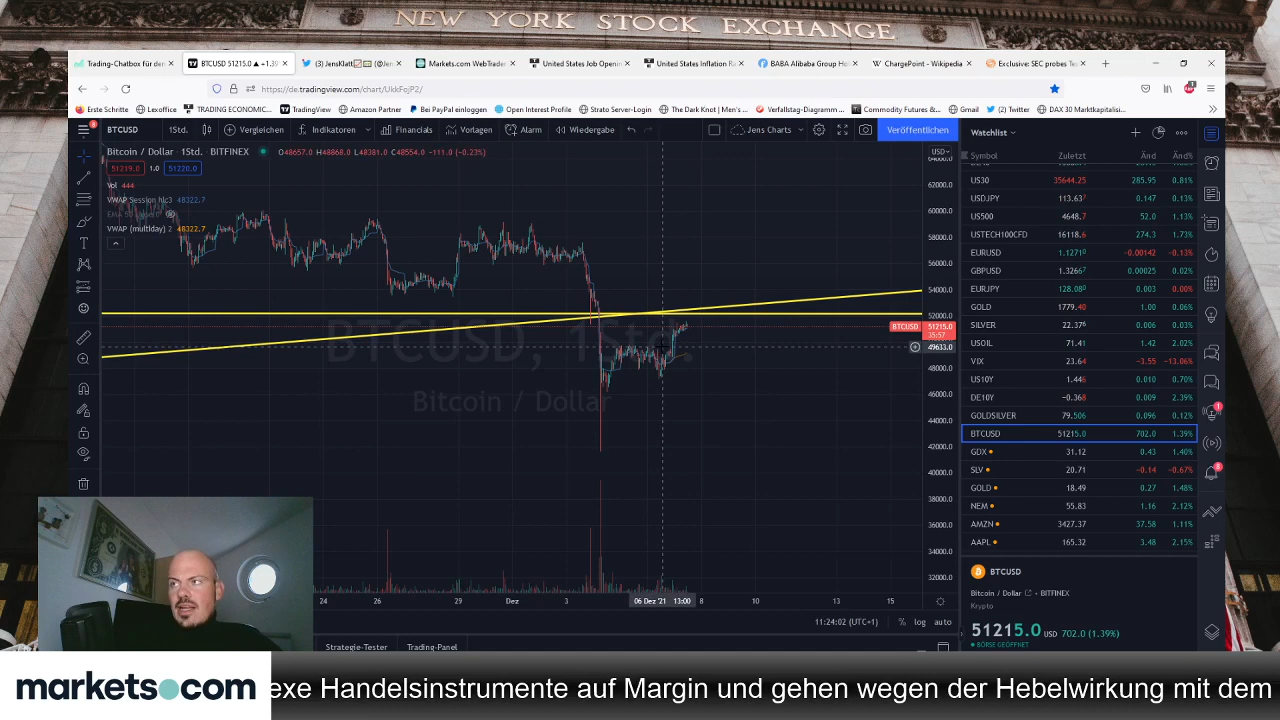 NEW YORK STOCK EXCHANGE
Trading-Chatbox für den
BTCUSD 51215.0 ▲ +1.39
(3) JensKlatt
(@Jen
Markets.com WebTrader
United States Job Openin
United States Inflation Ra
BABA Alibaba Group Ho
ChargePoint - Wikipedia
Exclusive: SEC probes Te
https://de.tradingview.com/chart/UkkFojP2/
Erste Schritte
Lexoffice
TRADING ECONOMIC...
TradingView
Amazon Partner
Bei PayPal einloggen
Open Interest Profile
Strato Server-Login
The Dark Knot | Men's ...
Verfallstag-Diagramm ...
Commodity Futures &...
Gmail
(2) Twitter
DAX 30 Marktkapitalisi...
BTCUSD
1Std.
Vergleichen
Indikatoren
Financials
Vorlagen
Alarm
Wiedergabe
Jens Charts
Veröffentlichen
Bitcoin / Dollar · 1Std. · BITFINEX
O48657.0 H48868.0 L48381.0 C48554.0 -111.0 (-0.23%)
51219.0 1.0 51220.0
Vol 444
VWAP Session hlc3 48322.7
VWAP (multiday) 2 48322.7
BTCUSD, 1Std
Bitcoin / Dollar
USD
64000.0
62000.0
60000.0
58000.0
56000.0
54000.0
52000.0
BTCUSD 51215.0
35:57
49633.0
48000.0
46000.0
44000.0
42000.0
40000.0
38000.0
36000.0
34000.0
32000.0
24 26 29 Dez 3 06 Dez '21 13:00 8 10 13 15
11:24:02 (UTC+1) % log auto
Strategie-Tester Trading-Panel
Watchlist
Symbol Zuletzt Änd Änd%
US30 35644.25 285.95 0.81%
USDJPY 113.637 0.147 0.13%
US500 4648.7 52.0 1.13%
USTECH100CFD 16118.6 274.3 1.73%
EURUSD 1.12710 -0.00142 -0.13%
GBPUSD 1.32667 0.00025 0.02%
EURJPY 128.080 0.003 0.00%
GOLD 1779.40 1.00 0.06%
SILVER 22.376 0.006 0.03%
USOIL 71.41 1.42 2.02%
VIX 23.64 -3.55 -13.06%
US10Y 1.446 0.010 0.70%
DE10Y -0.368 0.009 2.39%
GOLDSILVER 79.506 0.096 0.12%
BTCUSD 51215.0 702.0 1.39%
GDX 31.12 0.43 1.40%
SLV 20.71 -0.14 -0.67%
GOLD 18.49 0.27 1.48%
NEM 55.83 1.16 2.12%
AMZN 3427.37 37.58 1.11%
AAPL 165.32 3.48 2.15%
BTCUSD
Bitcoin / Dollar · BITFINEX
Krypto
51215.0 USD 702.0 (1.39%)
BÖRSE GEÖFFNET
markets.com
exe Handelsinstrumente auf Margin und gehen wegen der Hebelwirkung mit dem